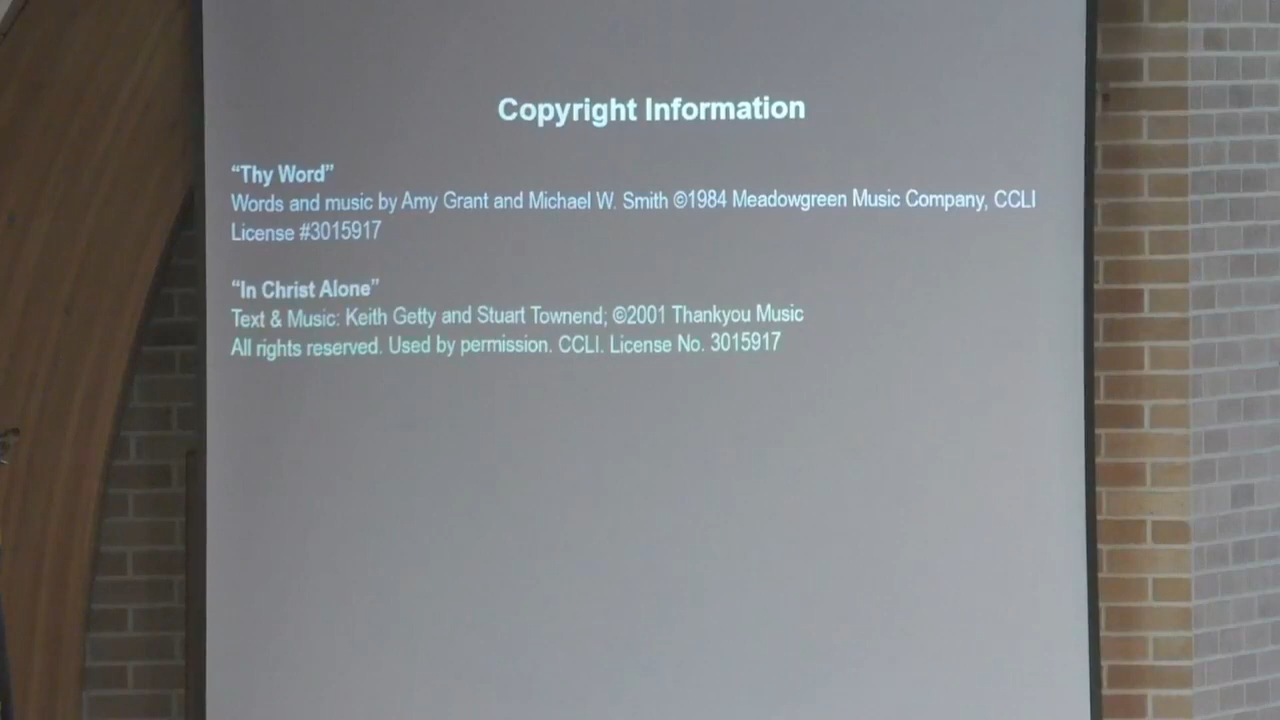 Copyright Information
“Thy Word”
Words and music by Amy Grant and Michael W. Smith ©1984 Meadowgreen Music Company, CCLI
License #3015917
“In Christ Alone”
Text & Music: Keith Getty and Stuart Townend; ©2001 Thankyou Music
All rights reserved. Used by permission. CCLI. License No. 3015917